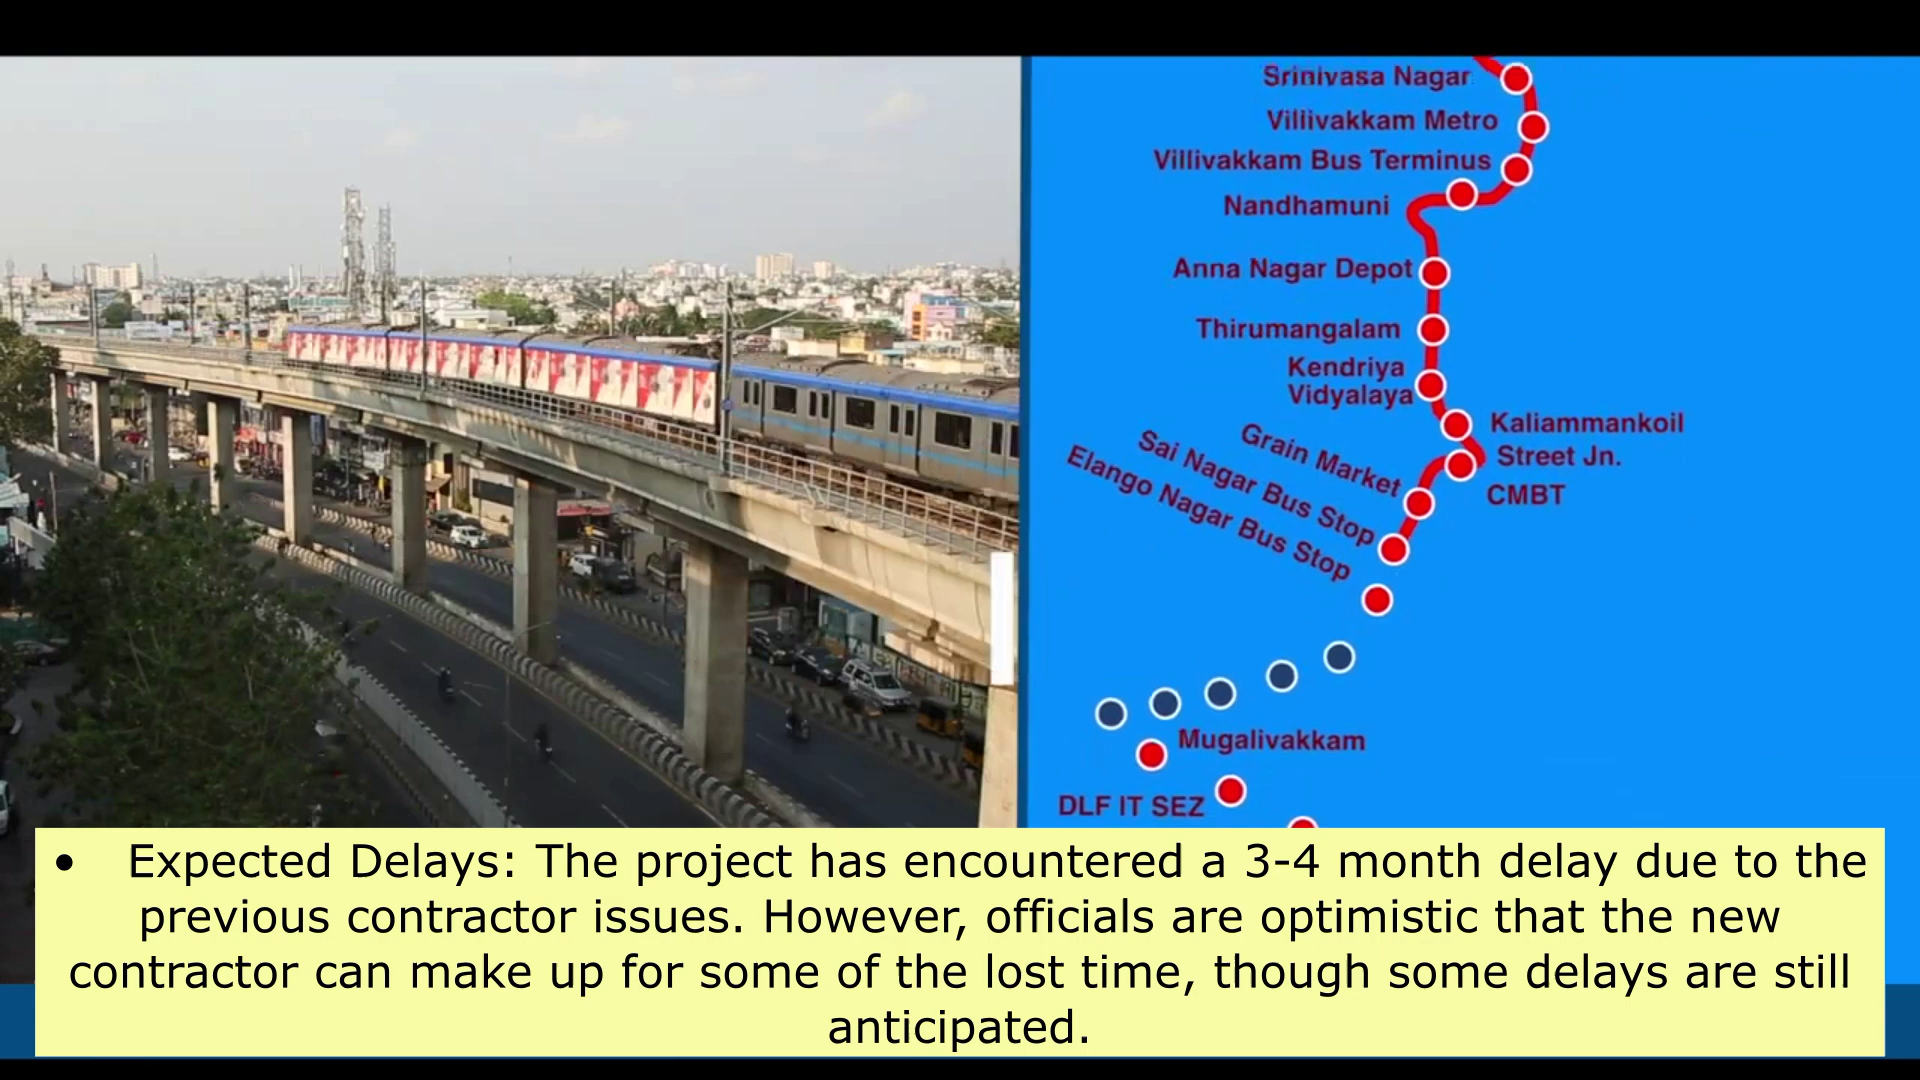 Srinivasa Nagar
Villivakkam Metro
Villivakkam Bus Terminus
Nandhamuni
Anna Nagar Depot
Thirumangalam
Kendriya
Vidyalaya
Kaliammankoil
Street Jn.
CMBT
Grain Market
Sai Nagar Bus Stop
Elango Nagar Bus Stop
Mugalivakkam
DLF IT SEZ
• Expected Delays: The project has encountered a 3-4 month delay due to the
previous contractor issues. However, officials are optimistic that the new
contractor can make up for some of the lost time, though some delays are still
anticipated.